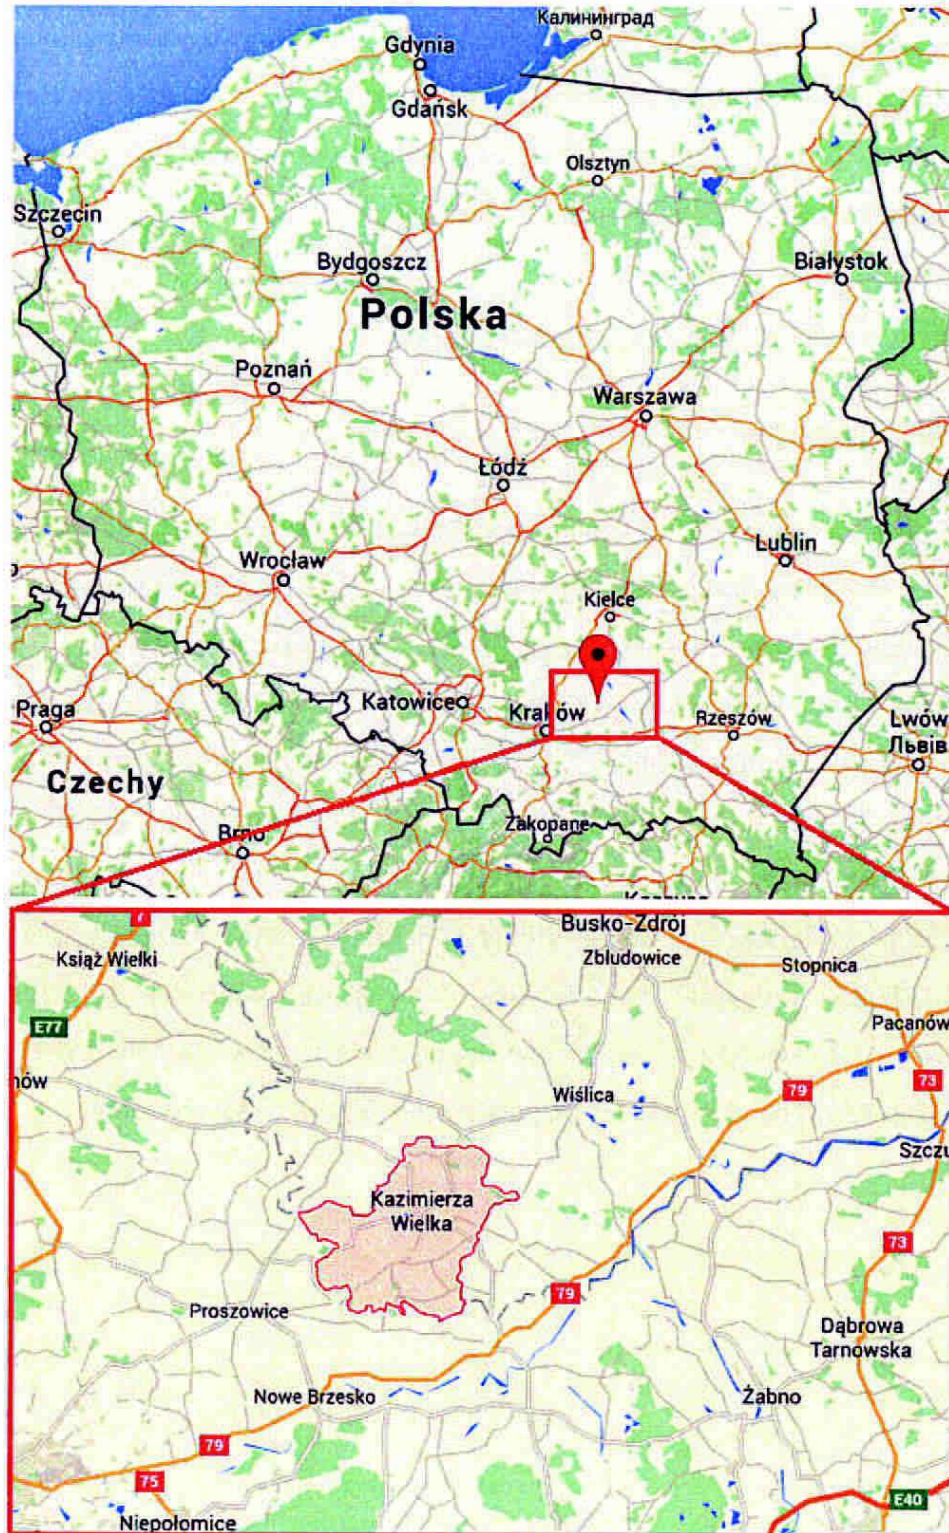 Калининград
Gdynia
Gdańsk
Olsztyn
Szczecin
Bydgoszcz
Białystok
Polska
Poznań
Warszawa
Łódź
Lublin
Wrocław
Kielce
Katowice
Kraków
Rzeszów
Praga
Lwów
Львів
Czechy
Zakopane
Brno
7
Busko-Zdrój
Książ Wielki
Zbludowice
Stopnica
E77
Pacanów
79
73
Wiślica
Szczu
Kazimierza
Wielka
73
79
Proszowice
Dąbrowa
Tarnowska
Nowe Brzesko
Żabno
79
75
E40
Niepołomice